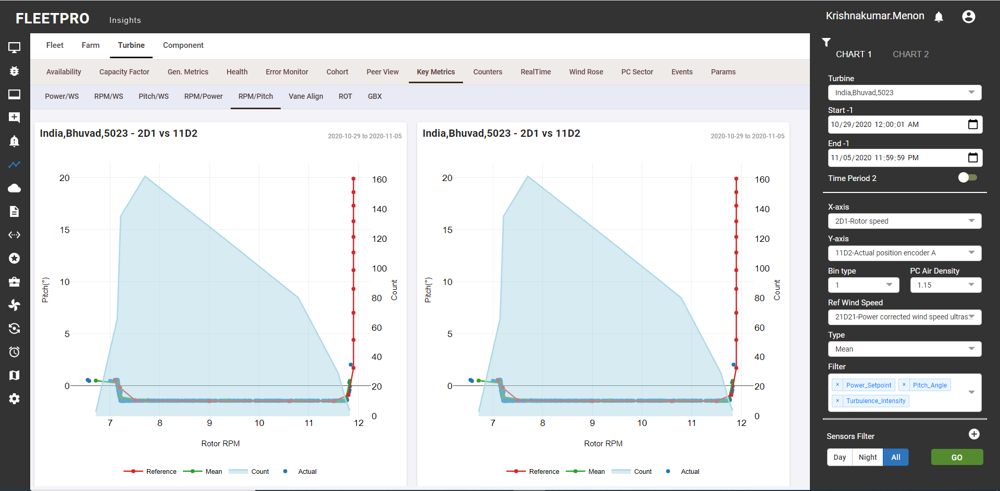 FLEETPRO
Insights
Krishnakumar.Menon
Fleet Farm Turbine Component
Availability Capacity Factor Gen. Metrics Health Error Monitor Cohort Peer View Key Metrics Counters RealTime Wind Rose PC Sector Events Params
Power/WS RPM/WS Pitch/WS RPM/Power RPM/Pitch Vane Align ROT GBX
India,Bhuvad,5023 - 2D1 vs 11D2
2020-10-29 to 2020-11-05
20
15
10
5
0
Pitch(°)
160
140
120
100
80
60
40
20
0
Count
7 8 9 10 11 12
Rotor RPM
Reference Mean Count Actual
India,Bhuvad,5023 - 2D1 vs 11D2
2020-10-29 to 2020-11-05
20
15
10
5
0
Pitch(°)
160
140
120
100
80
60
40
20
0
Count
7 8 9 10 11 12
Rotor RPM
Reference Mean Count Actual
CHART 1 CHART 2
Turbine
India,Bhuvad,5023
Start -1
10/29/2020 12:00:01 AM
End -1
11/05/2020 11:59:59 PM
Time Period 2
X-axis
2D1-Rotor speed
Y-axis
11D2-Actual position encoder A
Bin type PC Air Density
1 1.15
Ref Wind Speed
21D21-Power corrected wind speed ultras...
Type
Mean
Filter
× Power_Setpoint × Pitch_Angle
× Turbulence_Intensity
Sensors Filter
Day Night All GO